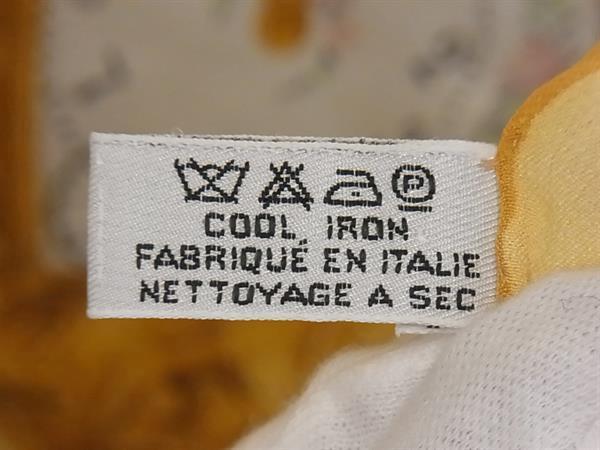 P
COOL IRON
FABRIQUÉ EN ITALIE
NETTOYAGE A SEC